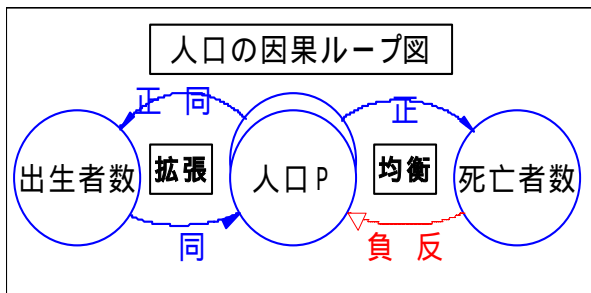 人口の因果ループ図
正 同
正
出生者数
拡張
人口P
均衡
死亡者数
同
負 反